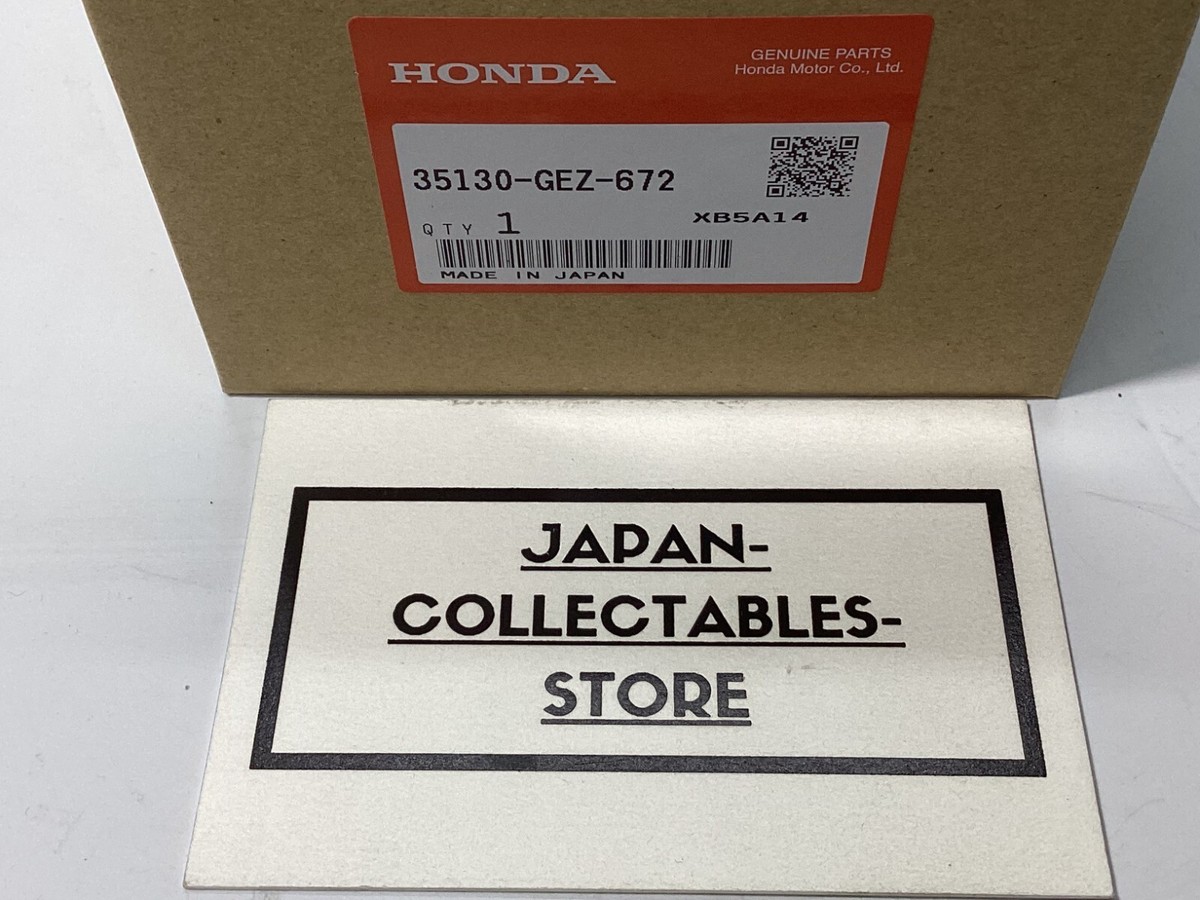 HONDA
GENUINE PARTS
Honda Motor Co., Ltd.
35130-GEZ-672
QTY 1
XB5A14
MADE IN JAPAN
JAPAN-
COLLECTABLES-
STORE